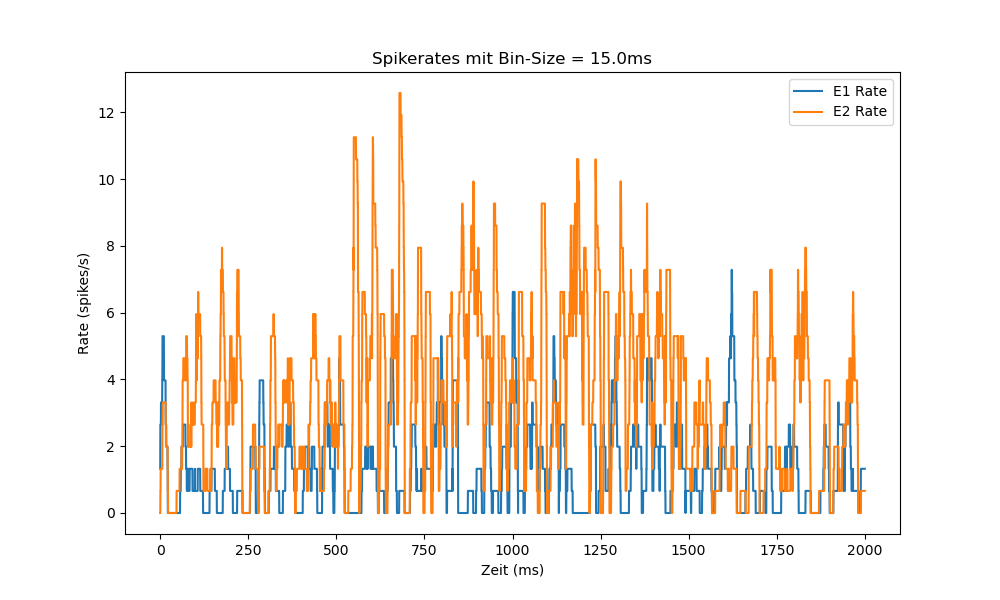 Spikerates mit Bin-Size = 15.0ms
E1 Rate
E2 Rate
Rate (spikes/s)
12
10
8
6
4
2
0
0 250 500 750 1000 1250 1500 1750 2000
Zeit (ms)